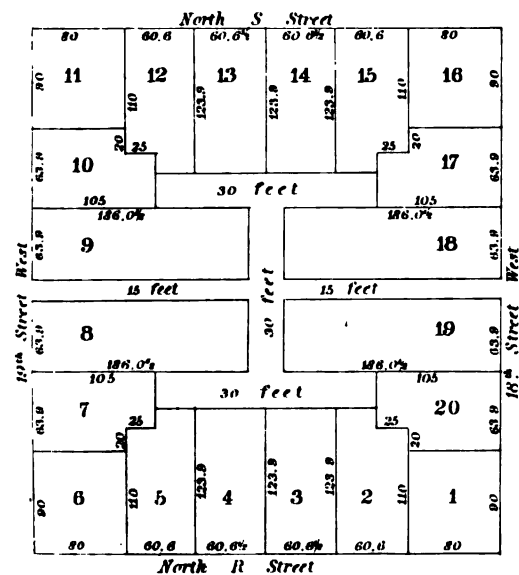 North S Street
80 60,6 60,6½ 60,6½ 60,6 80
11 12 13 14 15 16
90 110 123.9 123.9 123.9 110 90
20 25 25 20
10 17
63.9 63.9
30 feet
105 105
186,0½ 186,0½
9 18
63.9 63.9
West West
15 feet 15 feet
19th Street 30 feet 18th Street
8 19
63.9 63.9
186,0½ 186,0½
105 105
30 feet
7 20
63.9 63.9
25 25
20 20
6 5 4 3 2 1
90 110 123.9 123.9 123.9 110 90
80 60,6 60,6½ 60,6½ 60,6 80
North R Street